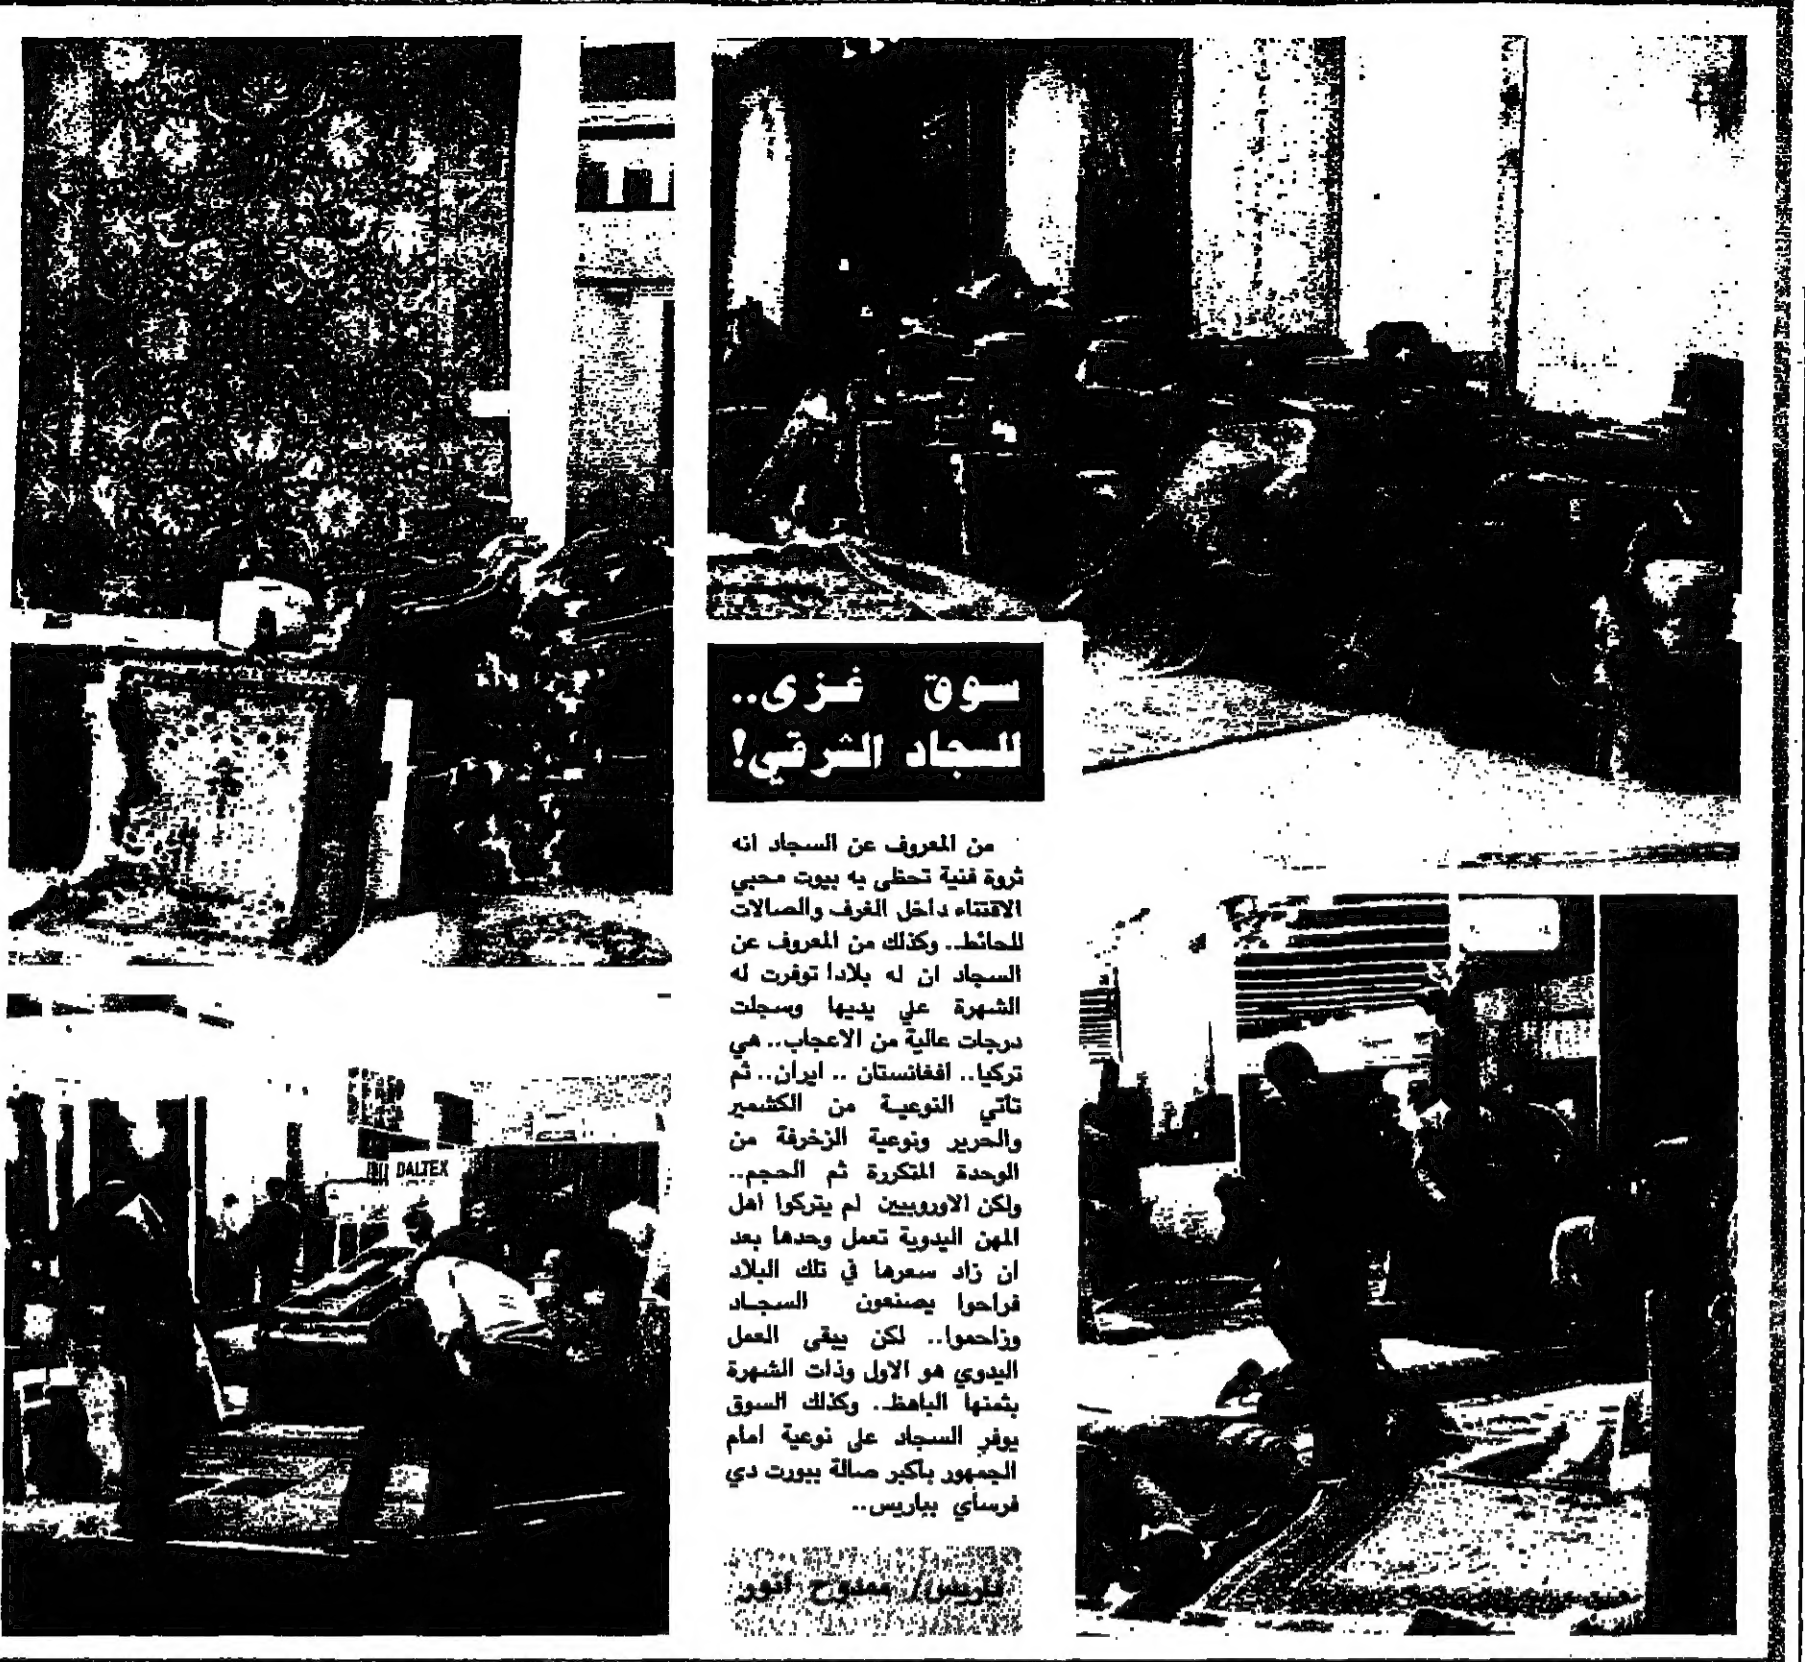 سوق غزى..
للسجاد الشرقي!
من المعروف عن السجاد انه
ثروة فنية تحظى به بيوت محبي
الاقتناء داخل الغرف والصالات
للحائط.. وكذلك من المعروف عن
السجاد ان له بلادا توفرت له
الشهرة على يديها وسجلت
درجات عالية من الاعجاب.. هي
تركيا.. افغانستان .. ايران.. ثم
تأتي النوعية من الكشمير
والحرير ونوعية الزخرفة من
الوحدة المتكررة ثم الحجم..
ولكن الاوروبيين لم يتركوا اهل
المهن اليدوية تعمل وحدها بعد
ان زاد سعرها في تلك البلاد
فراحوا يصنعون السجاد
وزاحموا.. لكن يبقى العمل
اليدوي هو الاول وذات الشهرة
بثمنها الباهظ.. وكذلك السوق
يوفر السجاد على نوعية امام
الجمهور باكبر صالة ببورت دي
فرساي بباريس..
باريس/ ممدوح انور
DALTEX